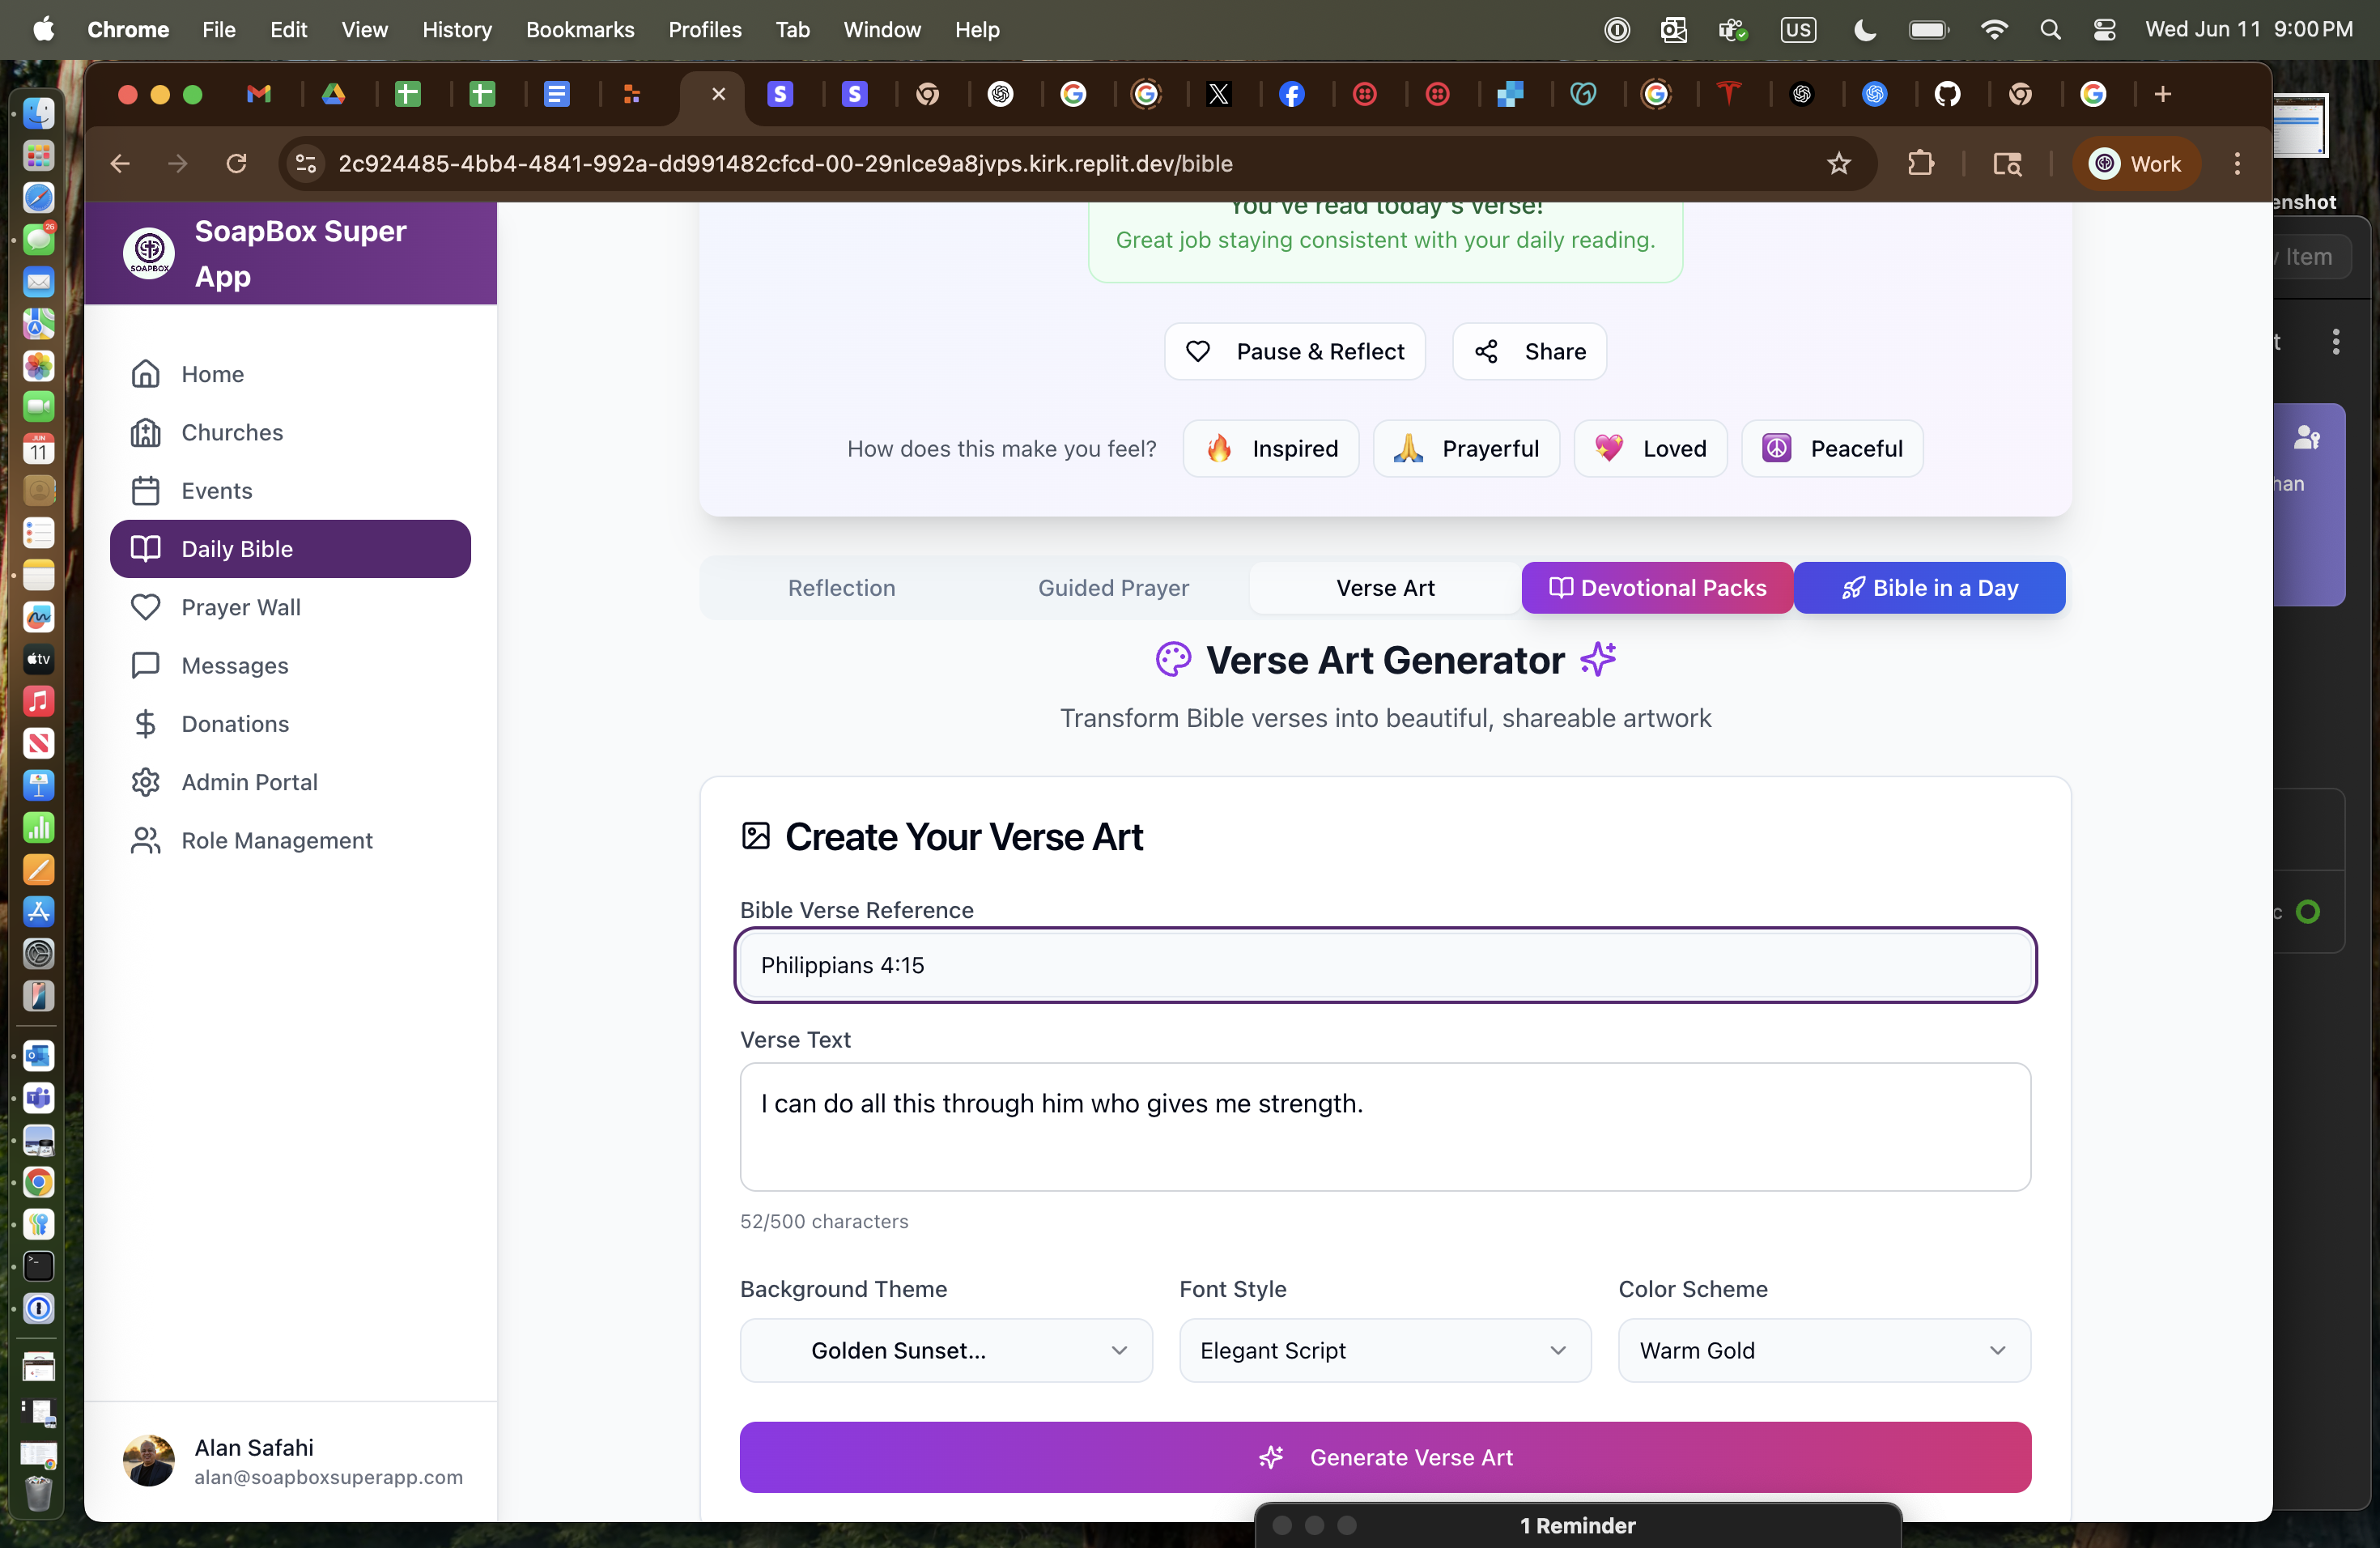 Chrome File Edit View History Bookmarks Profiles Tab Window Help US Wed Jun 11 9:00 PM
2c924485-4bb4-4841-992a-dd991482cfcd-00-29nlce9a8jvps.kirk.replit.dev/bible
Work
SoapBox Super
App
SOAPBOX
Home
Churches
Events
Daily Bible
Prayer Wall
Messages
Donations
Admin Portal
Role Management
Alan Safahi
alan@soapboxsuperapp.com
You've read today's verse!
Great job staying consistent with your daily reading.
Pause & Reflect Share
How does this make you feel? Inspired Prayerful Loved Peaceful
Reflection Guided Prayer Verse Art Devotional Packs Bible in a Day
Verse Art Generator
Transform Bible verses into beautiful, shareable artwork
Create Your Verse Art
Bible Verse Reference
Philippians 4:15
Verse Text
I can do all this through him who gives me strength.
52/500 characters
Background Theme Font Style Color Scheme
Golden Sunset... Elegant Script Warm Gold
Generate Verse Art
1 Reminder
26
JUN
11
tv
Item